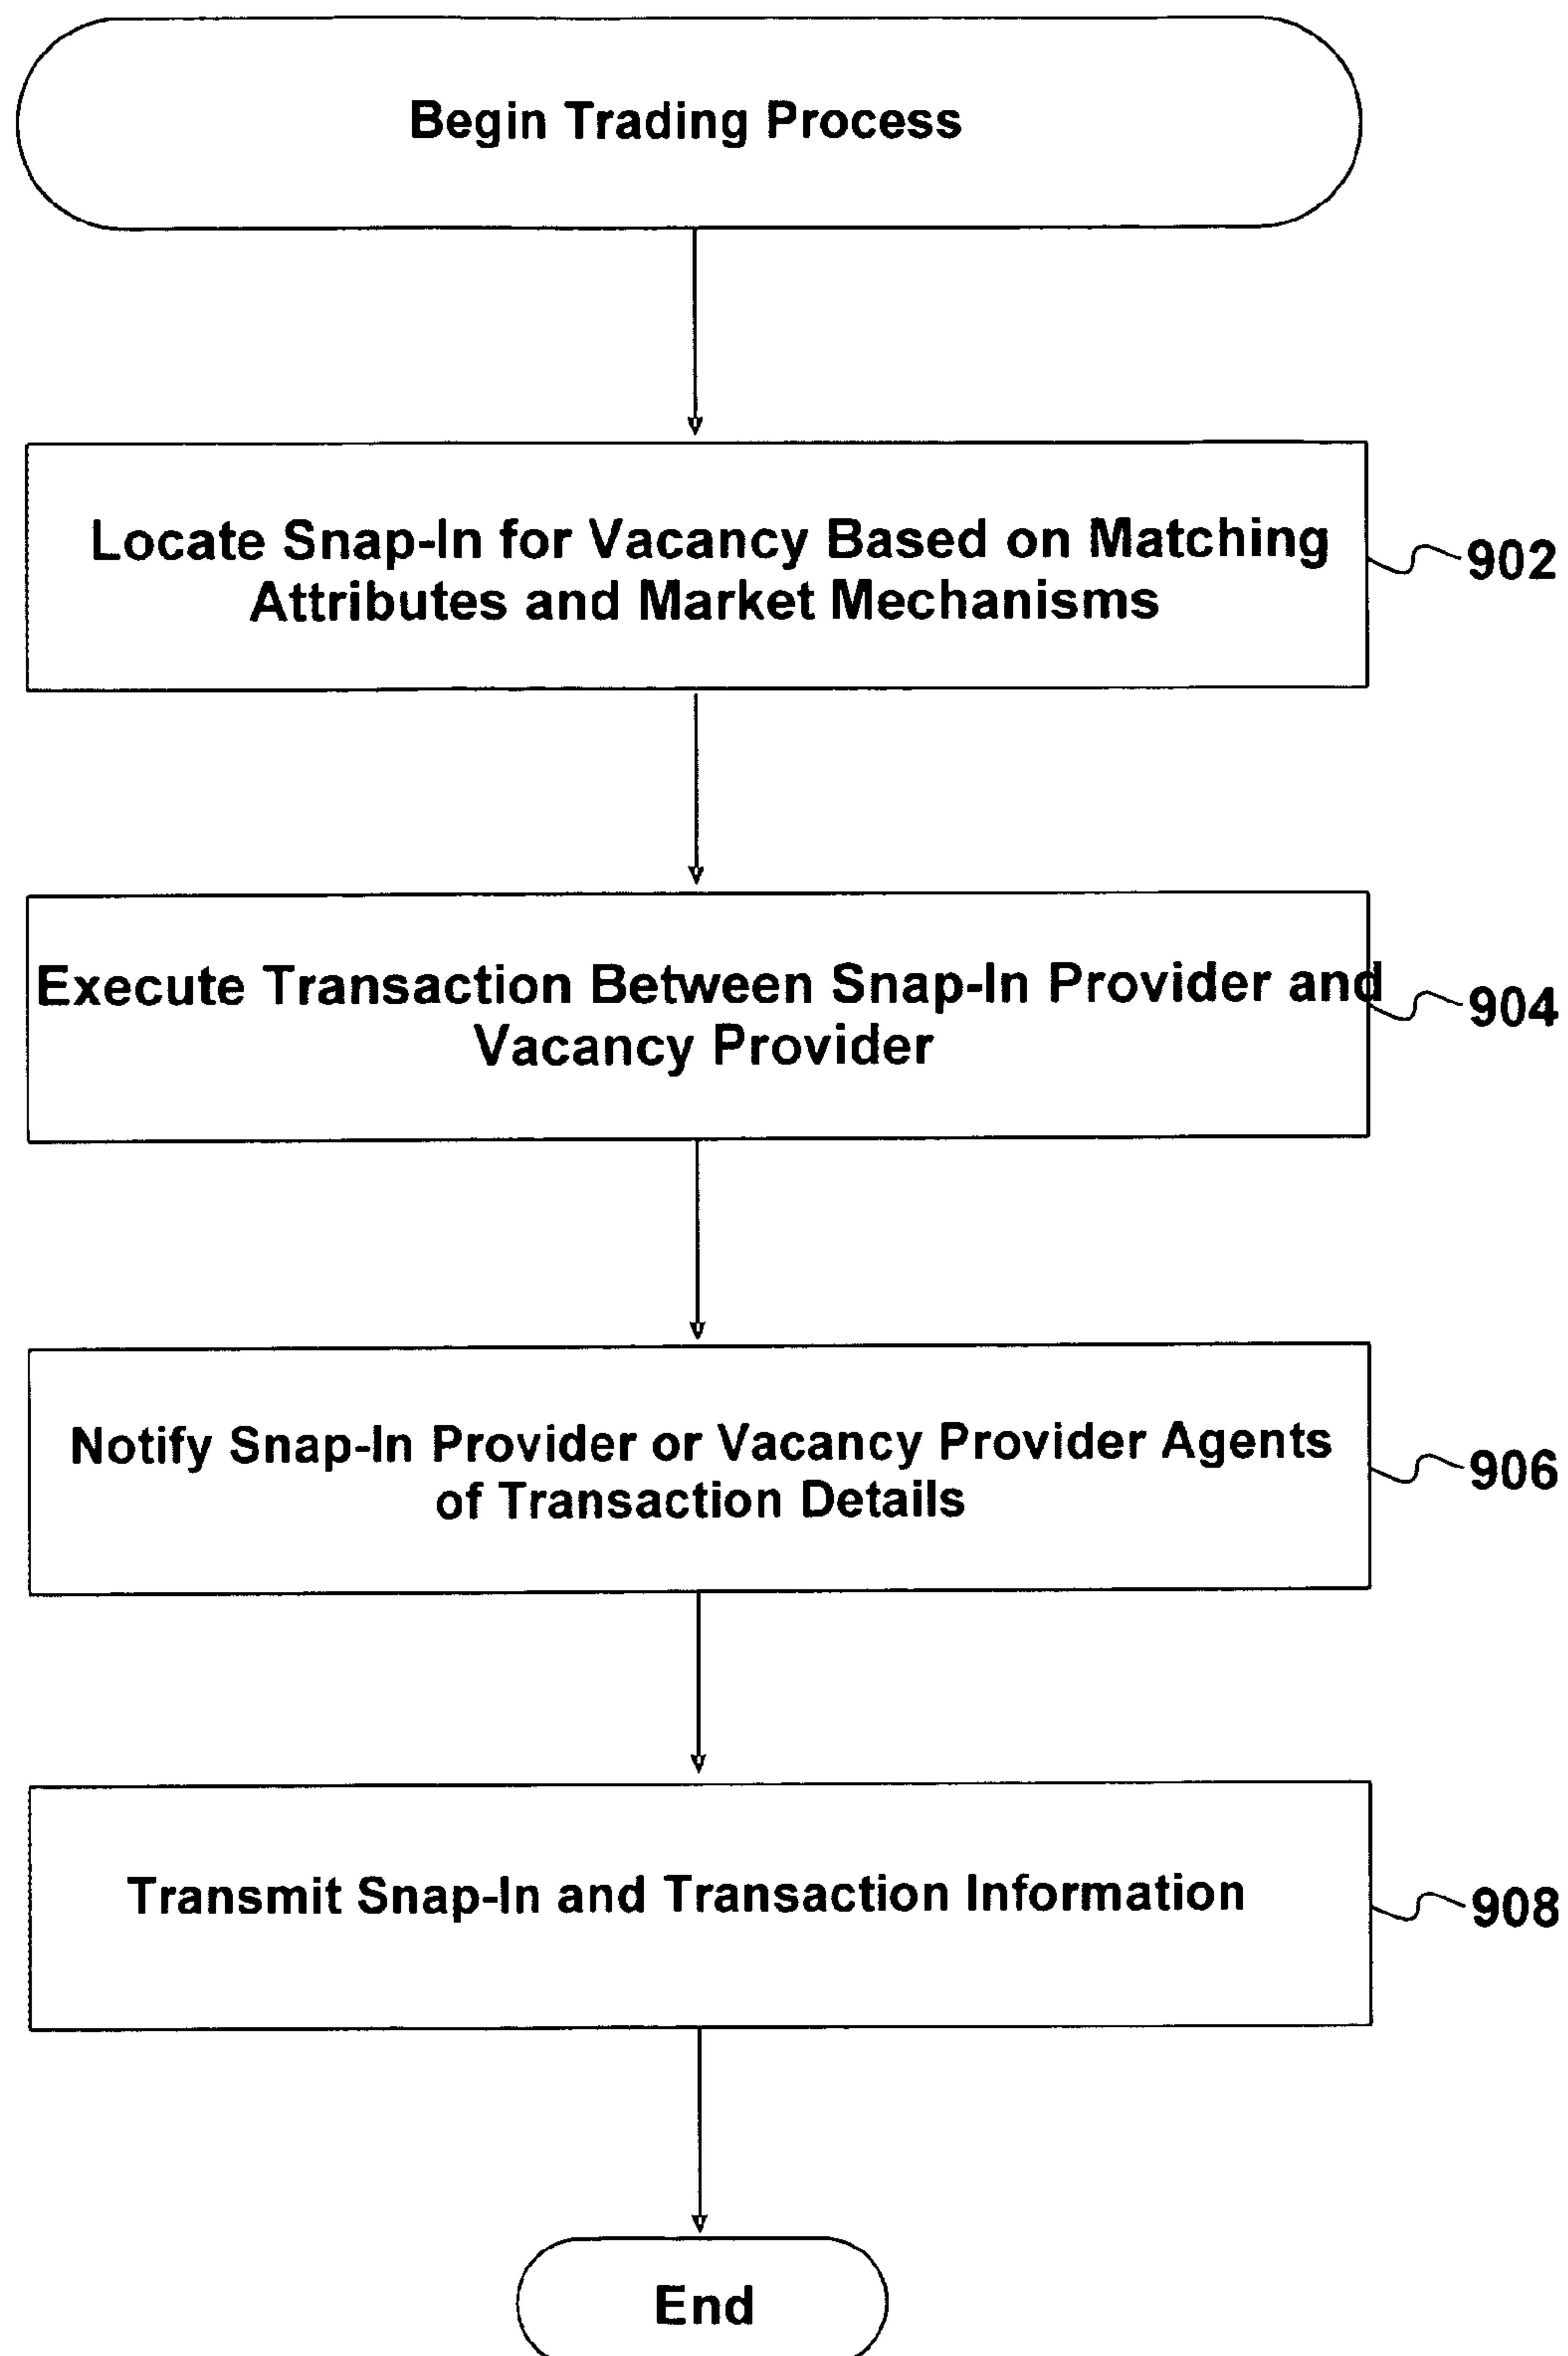 Begin Trading Process
Locate Snap-In for Vacancy Based on Matching
Attributes and Market Mechanisms
902
Execute Transaction Between Snap-In Provider and
Vacancy Provider
904
Notify Snap-In Provider or Vacancy Provider Agents
of Transaction Details
906
Transmit Snap-In and Transaction Information
908
End